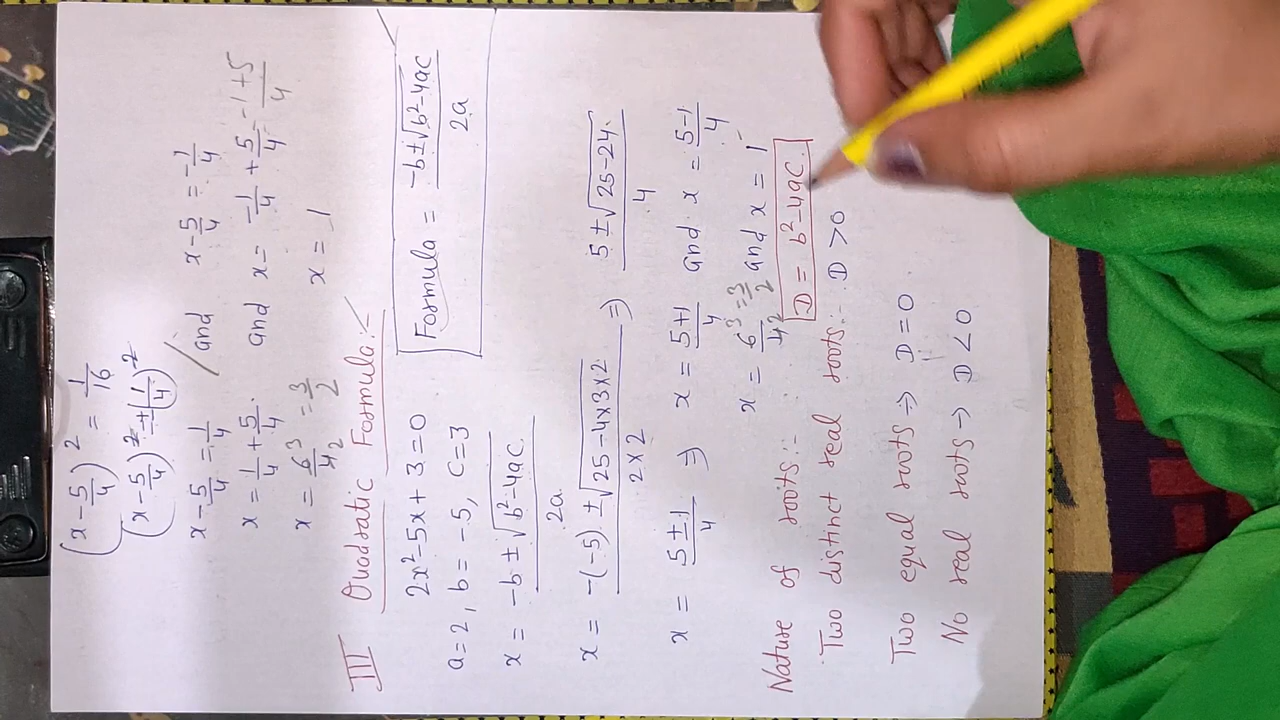 (x - 5/4)² = 1/16
(x - 5/4)² = ±(1/4)²
x - 5/4 = 1/4 and x - 5/4 = -1/4
x = 1/4 + 5/4 and x = -1/4 + 5/4 = -1+5/4
x = 6³/4² = 3/2 x = 1
III Quadratic Formula:-
Formula = -b±√b²-4ac/2a
2x²-5x+3=0
a=2, b=-5, c=3
x = -b±√b²-4ac/2a
x = -(-5)±√25-4×3×2/2×2 ⇒ 5±√25-24/4
x = 5±1/4 ⇒ x = 5+1/4 and x = 5-1/4
x = 6³/4² = 3/2 and x = 1
Nature of roots:- D = b²-4ac
Two distinct real roots:- D>0
Two equal roots ⇒ D=0
No real roots → D<0